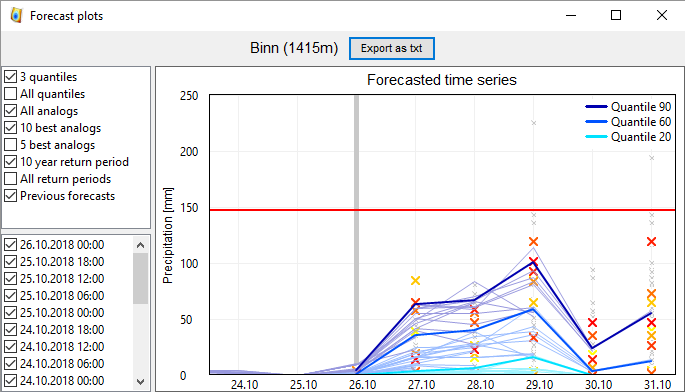 Forecast plots
Binn (1415m) Export as txt
3 quantiles
All quantiles
All analogs
10 best analogs
5 best analogs
10 year return period
All return periods
Previous forecasts
26.10.2018 00:00
25.10.2018 18:00
25.10.2018 12:00
25.10.2018 06:00
25.10.2018 00:00
24.10.2018 18:00
24.10.2018 12:00
24.10.2018 06:00
24.10.2018 00:00
Forecasted time series
Quantile 90
Quantile 60
Quantile 20
Precipitation [mm]
250
200
150
100
50
0
24.10 25.10 26.10 27.10 28.10 29.10 30.10 31.10